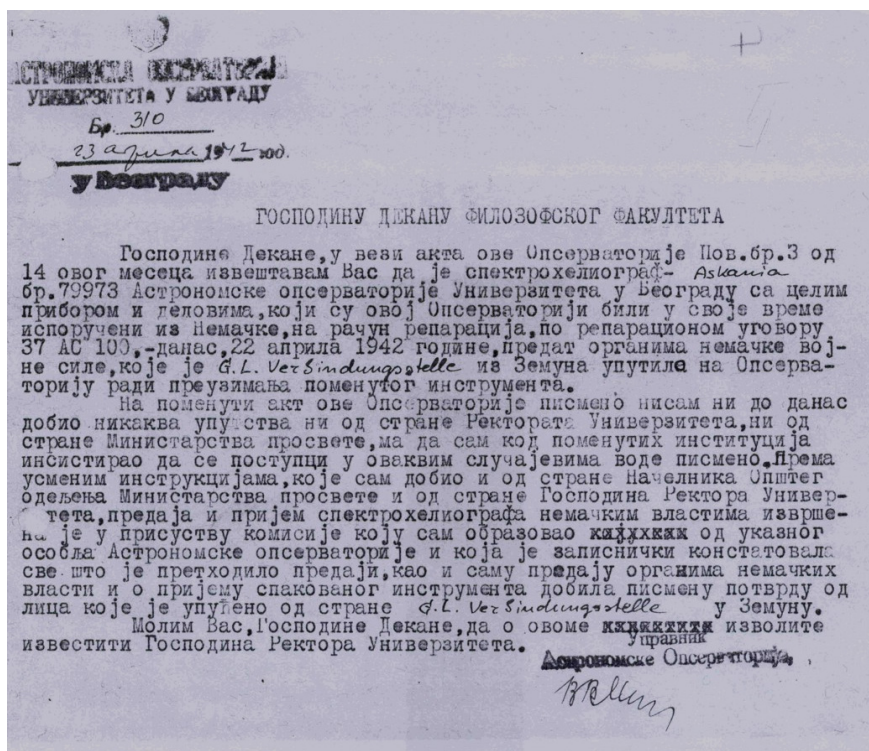 АСТРОНОМСКА ОПСЕРВАТОРИЈА
УНИВЕРЗИТЕТА У БЕОГРАДУ
Бр. 310
23 априла 1942 год.
у Београду
ГОСПОДИНУ ДЕКАНУ ФИЛОЗОФСКОГ ФАКУЛТЕТА
Господине Декане,у вези акта ове Опсерваторије Пов.бр.3 од
14 овог месеца извештавам Вас да је спектрохелиограф- Askania
бр.79973 Астрономске опсерваторије Универзитета у Београду са целим
прибором и деловима,који су овој Опсерваторији били у своје време
испоручени из Немачке,на рачун репарација,по репарационом уговору
37 АС 100,-данас,22 априла 1942 године,предат органима немачке вој-
не силе,које је G.L. Versindungsstelle из Земуна упутила на Опсерва-
торију ради преузимања поменутог инструмента.
На поменути акт ове Опсерваторије писмено нисам ни до данас
добио никаква упутства ни од стране Ректората Универзитета,ни од
стране Министарства просвете,ма да сам код поменутих институција
инсистирао да се поступци у оваквим случајевима воде писмено.Према
усменим инструкцијама,које сам добио и од стране Начелника Општег
одељења Министарства просвете и од стране Господина Ректора Универ-
тета,предаја и пријем спектрохелиографа немачким властима изврше-
на је у присуству комисије коју сам образовао од указног
особља Астрономске опсерваторије и која је записнички констатовала
све што је претходило предаји,као и саму предају органима немачких
власти и о пријему спакованог инструмента добила писмену потврду од
лица које је упућено од стране G.L. Versindungsstelle у Земуну.
Молим Вас,Господине Декане,да о овоме изволите
известити Господина Ректора Универзитета.
Управник
Астрономске Опсерваторије,